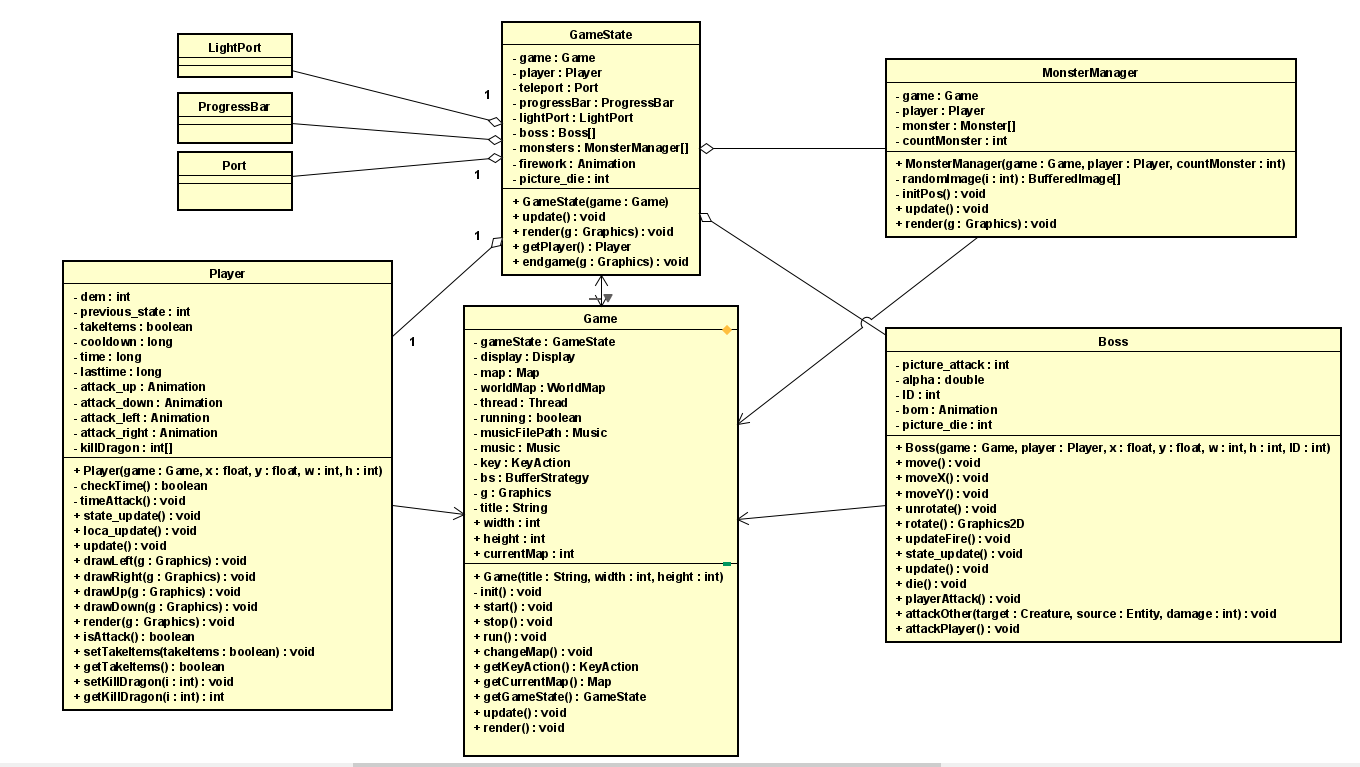 LightPort
ProgressBar
Port
1
1
1
1
GameState
- game : Game
- player : Player
- teleport : Port
- progressBar : ProgressBar
- lightPort : LightPort
- boss : Boss[]
- monsters : MonsterManager[]
- firework : Animation
- picture_die : int
+ GameState(game : Game)
+ update() : void
+ render(g : Graphics) : void
+ getPlayer() : Player
+ endgame(g : Graphics) : void
MonsterManager
- game : Game
- player : Player
- monster : Monster[]
- countMonster : int
+ MonsterManager(game : Game, player : Player, countMonster : int)
- randomImage(i : int) : BufferedImage[]
- initPos() : void
+ update() : void
+ render(g : Graphics) : void
Player
- dem : int
- previous_state : int
- takeItems : boolean
- cooldown : long
- time : long
- lasttime : long
- attack_up : Animation
- attack_down : Animation
- attack_left : Animation
- attack_right : Animation
- killDragon : int[]
+ Player(game : Game, x : float, y : float, w : int, h : int)
- checkTime() : boolean
- timeAttack() : void
+ state_update() : void
+ loca_update() : void
+ update() : void
+ drawLeft(g : Graphics) : void
+ drawRight(g : Graphics) : void
+ drawUp(g : Graphics) : void
+ drawDown(g : Graphics) : void
+ render(g : Graphics) : void
+ isAttack() : boolean
+ setTakeItems(takeItems : boolean) : void
+ getTakeItems() : boolean
+ setKillDragon(i : int) : void
+ getKillDragon(i : int) : int
Game
- gameState : GameState
- display : Display
- map : Map
- worldMap : WorldMap
- thread : Thread
- running : boolean
- musicFilePath : Music
- music : Music
- key : KeyAction
- bs : BufferStrategy
- g : Graphics
- title : String
+ width : int
+ height : int
+ currentMap : int
+ Game(title : String, width : int, height : int)
- init() : void
+ start() : void
+ stop() : void
+ run() : void
+ changeMap() : void
+ getKeyAction() : KeyAction
+ getCurrentMap() : Map
+ getGameState() : GameState
+ update() : void
+ render() : void
Boss
- picture_attack : int
- alpha : double
- ID : int
- bom : Animation
- picture_die : int
+ Boss(game : Game, player : Player, x : float, y : float, w : int, h : int, ID : int)
+ move() : void
+ moveX() : void
+ moveY() : void
+ unrotate() : void
+ rotate() : Graphics2D
+ updateFire() : void
+ state_update() : void
+ update() : void
+ die() : void
+ playerAttack() : void
+ attackOther(target : Creature, source : Entity, damage : int) : void
+ attackPlayer() : void